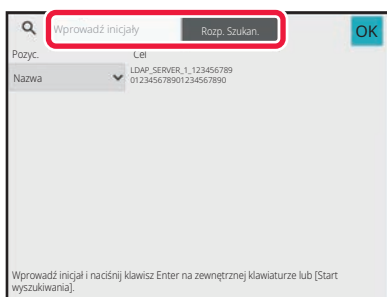 Wprowadź inicjały Rozp. Szukan. OK
Pozyc. Cel
Nazwa LDAP_SERVER_1_123456789
012345678901234567890
Wprowadź inicjał i naciśnij klawisz Enter na zewnętrznej klawiaturze lub [Start
wyszukiwania].